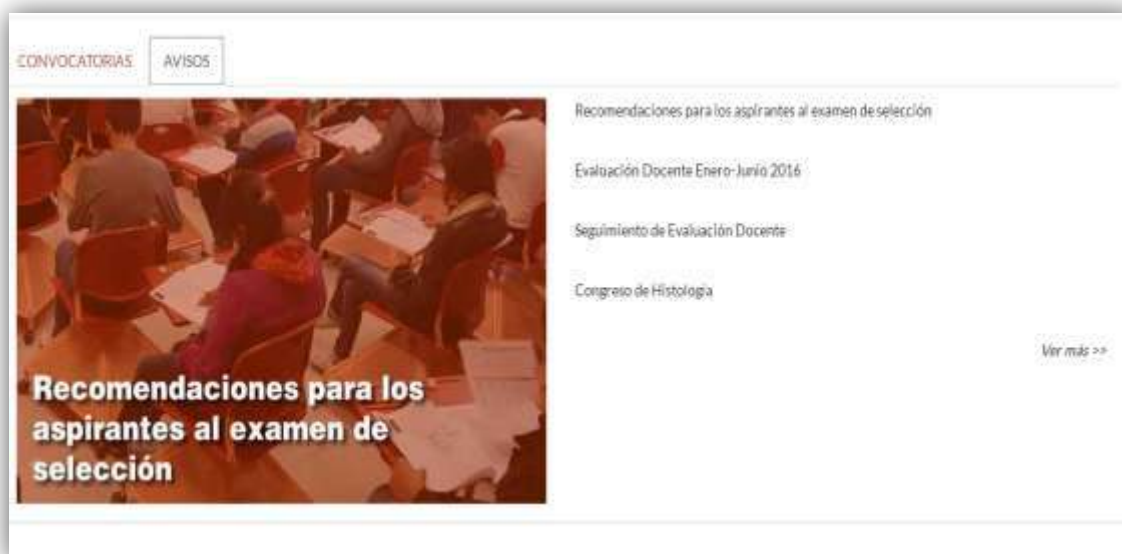 CONVOCATORIAS
AVISOS
Recomendaciones para los
aspirantes al examen de
selección
Recomendaciones para los aspirantes al examen de selección
Evaluación Docente Enero-Junio 2016
Seguimiento de Evaluación Docente
Congreso de Histología
Ver más >>